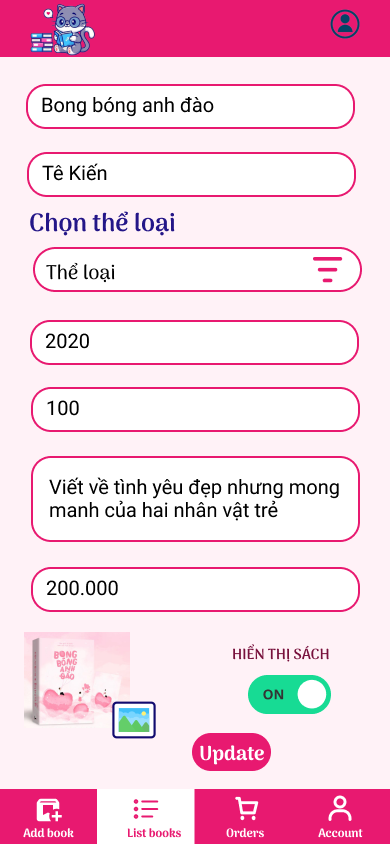 Bong bóng anh đào
Tê Kiến
Chọn thể loại
Thể loại
2020
100
Viết về tình yêu đẹp nhưng mong
manh của hai nhân vật trẻ
200.000
BONG
BÓNG
ANH
ĐÀO
HIỂN THỊ SÁCH
ON
Update
Add book
List books
Orders
Account